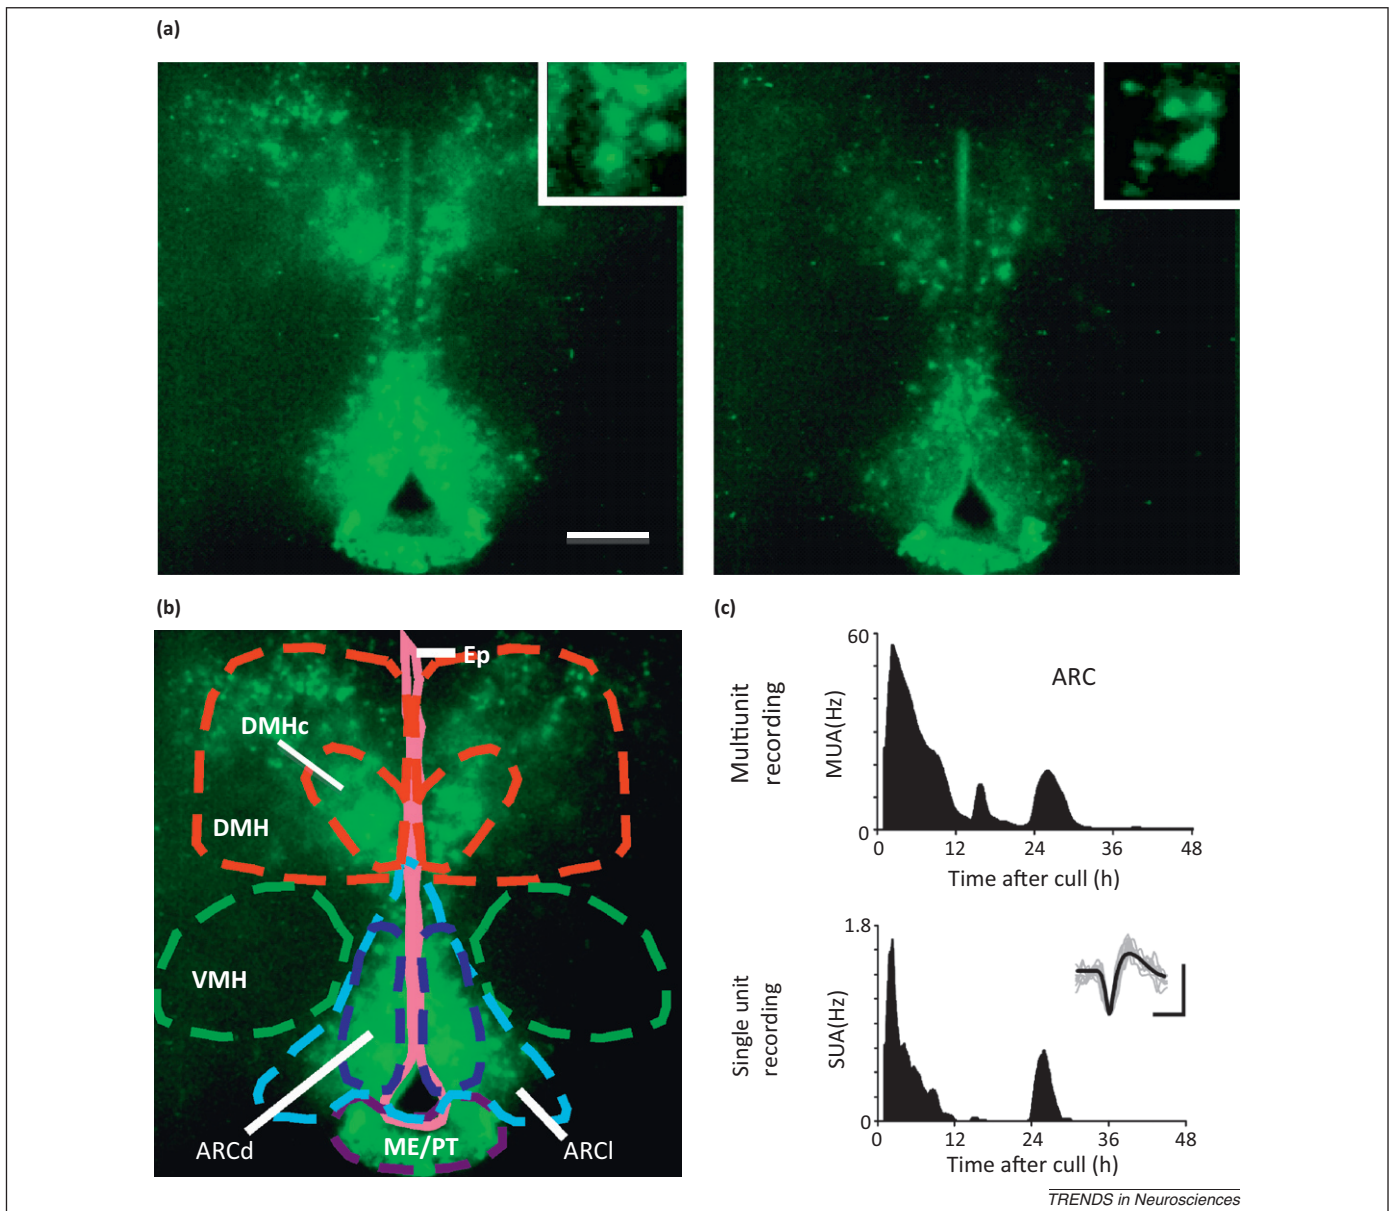 (a)
(b)
Ep
DMHc
DMH
VMH
ARCd
ME/PT
ARCl
(c)
Multiunit
recording
MUA(Hz)
60
0
ARC
0 12 24 36 48
Time after cull (h)
Single unit
recording
SUA(Hz)
1.8
0
0 12 24 36 48
Time after cull (h)
TRENDS in Neurosciences